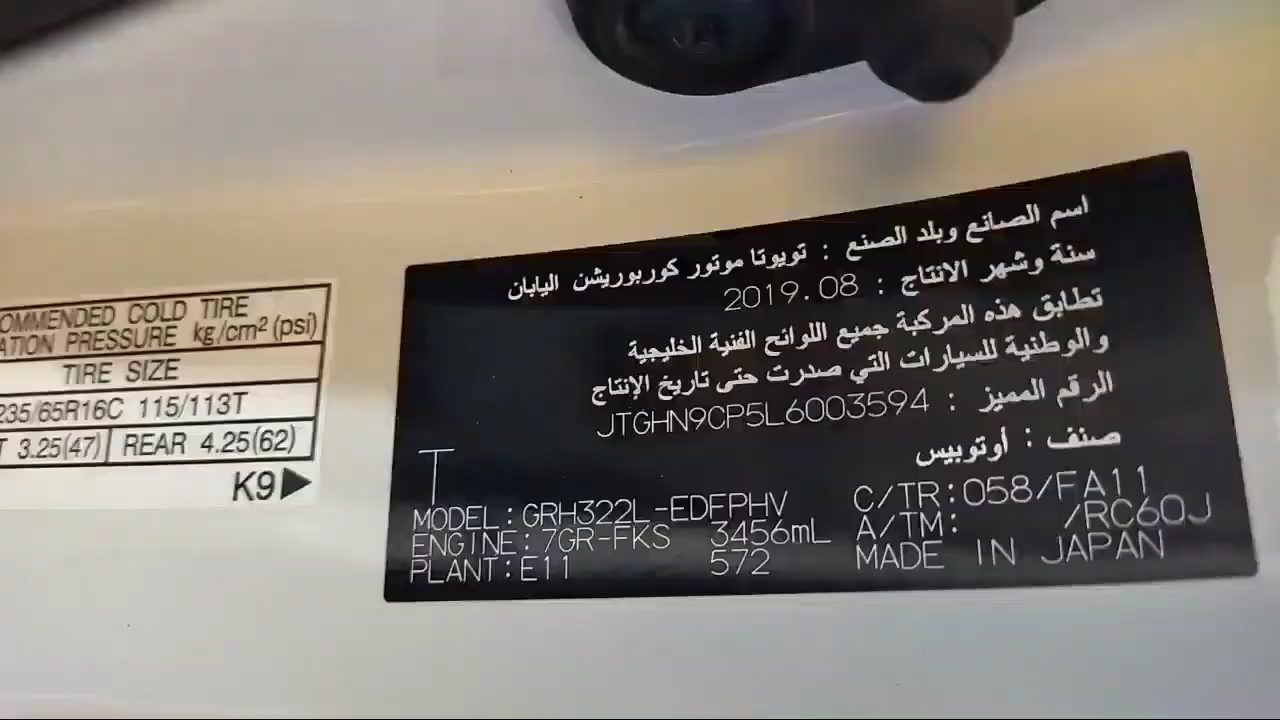 OMMENDED COLD TIRE
ATION PRESSURE kg/cm² (psi)
TIRE SIZE
235/65R16C 115/113T
T 3.25(47) REAR 4.25(62)
K9▶
اسم الصانع وبلد الصنع : تويوتا موتور كوربوريشن اليابان
سنة وشهر الانتاج : 2019.08
تطابق هذه المركبة جميع اللوائح الفنية الخليجية
والوطنية للسيارات التي صدرت حتى تاريخ الإنتاج
الرقم المميز : JTGHN9CP5L6003594
صنف : أوتوبيس
T
MODEL:GRH322L-EDEPHV C/TR:058/FA11
ENGINE:7GR-FKS 3456mL A/TM: /RC60J
PLANT:E11 572 MADE IN JAPAN